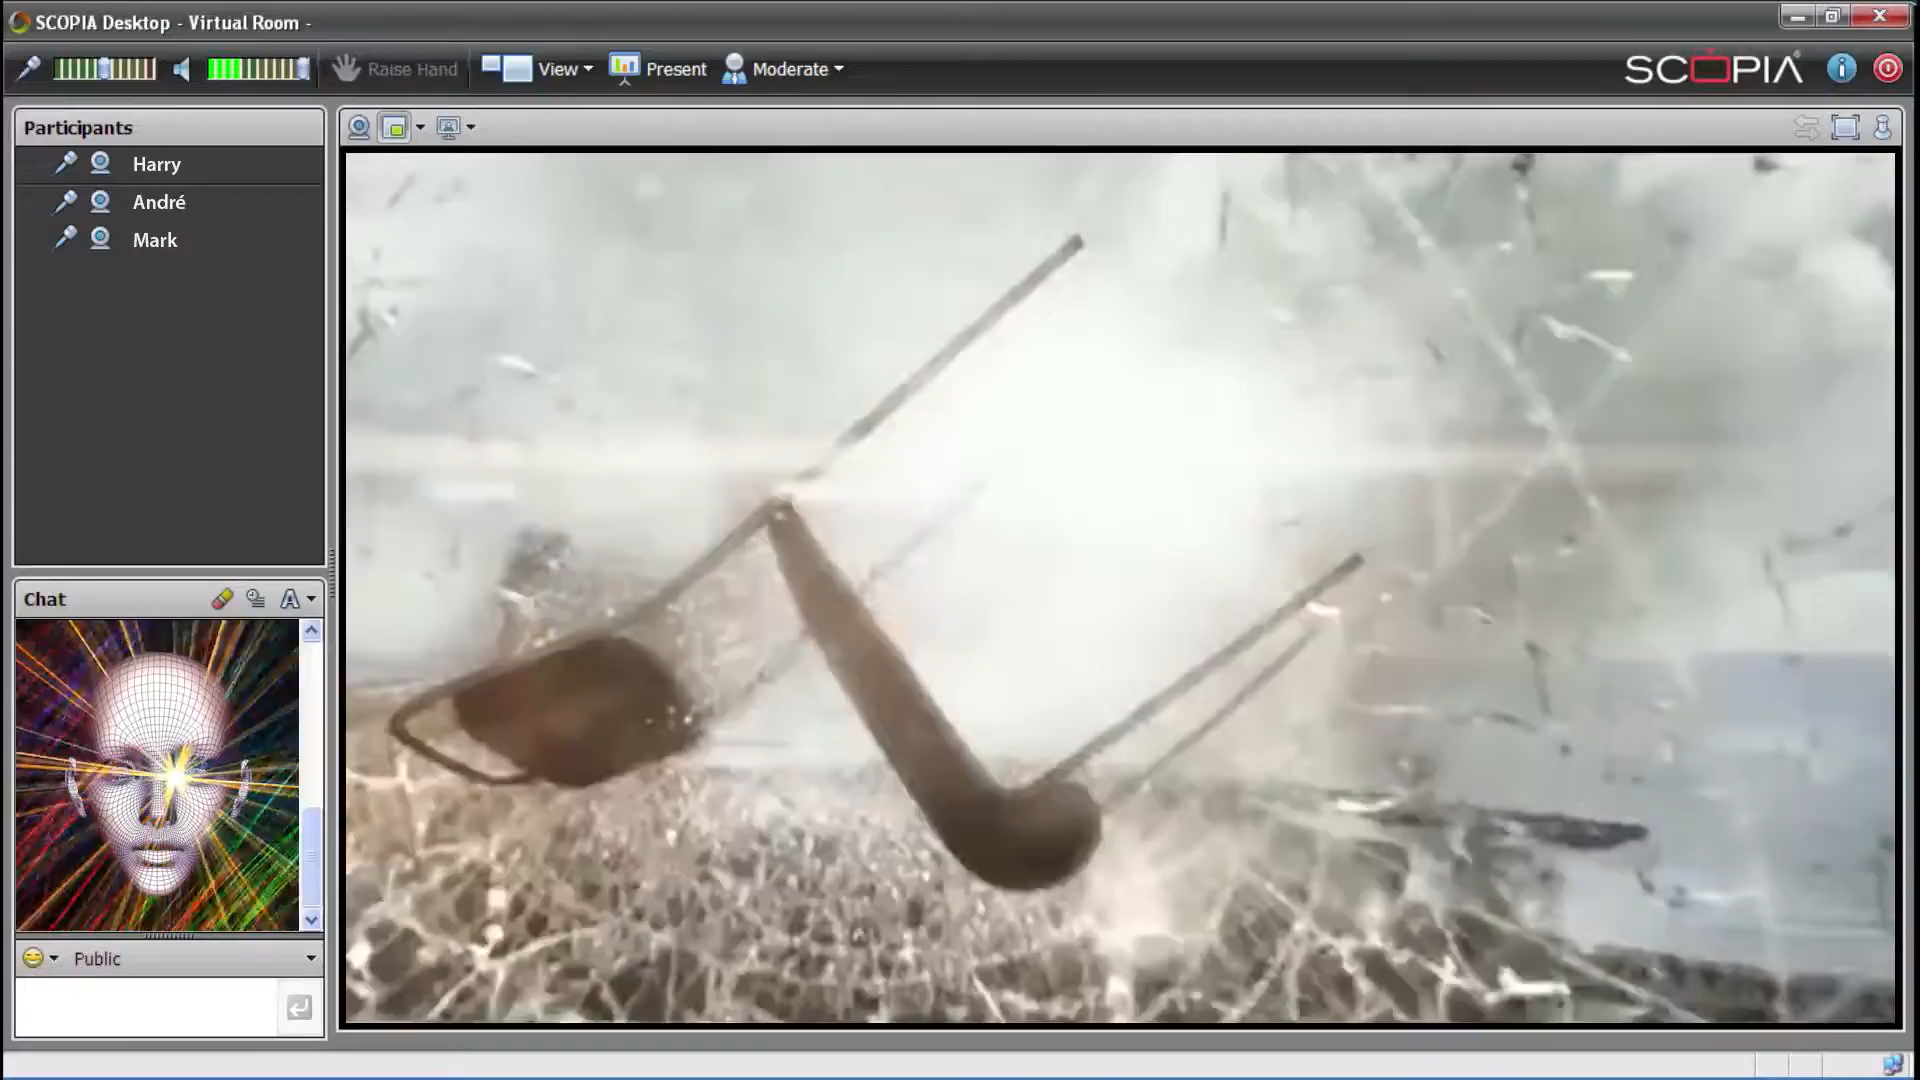 SCOPIA Desktop - Virtual Room -
Raise Hand
View
Present
Moderate
SCOPIA
Participants
Harry
André
Mark
Chat
A
Public